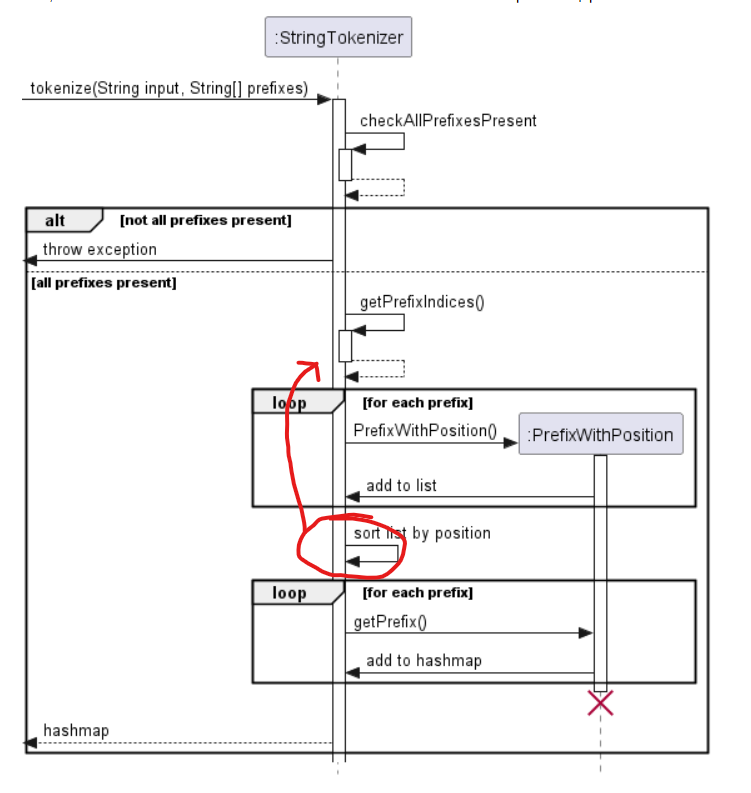 :StringTokenizer
tokenize(String input, String[] prefixes)
checkAllPrefixesPresent
alt [not all prefixes present]
throw exception
[all prefixes present]
getPrefixIndices()
loop [for each prefix]
PrefixWithPosition()
:PrefixWithPosition
add to list
sort list by position
loop [for each prefix]
getPrefix()
add to hashmap
hashmap